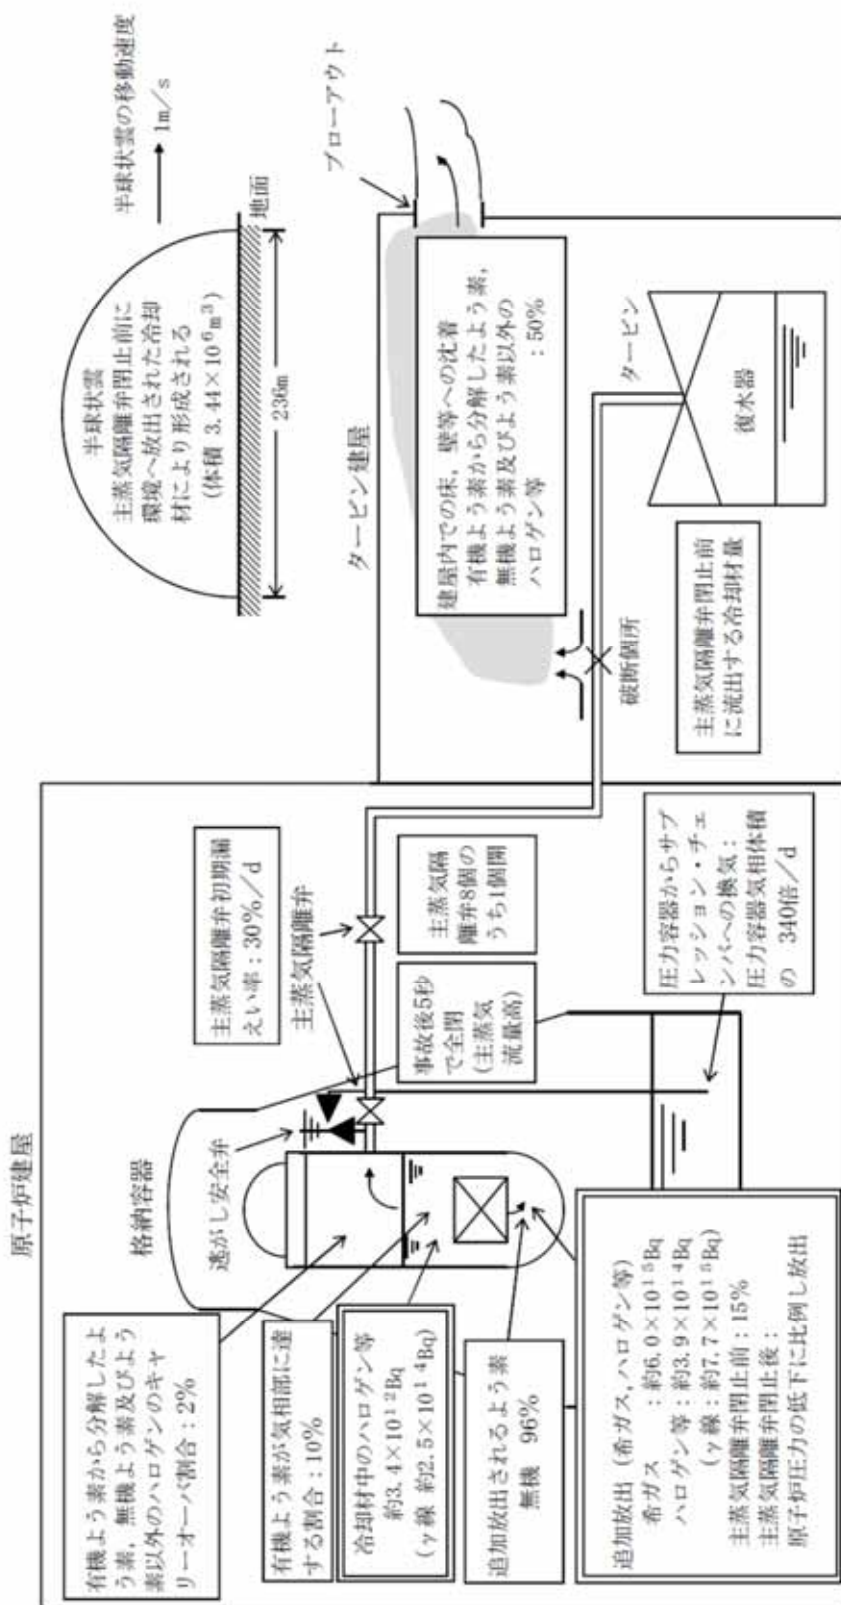 原子炉建屋
格納容器
逃がし安全弁
有機よう素から分解したよ
う素，無機よう素及びよう
素以外のハロゲンのキャ
リーオーバ割合：2%
有機よう素が気相部に達
する割合：10%
冷却材中のハロゲン等
約3.4×10¹²Bq
(γ線 約2.5×10¹⁴Bq)
追加放出されるよう素
無機 96%
追加放出（希ガス，ハロゲン等）
希ガス ：約6.0×10¹⁵Bq
ハロゲン等：約3.9×10¹⁴Bq
(γ線：約7.7×10¹⁵Bq)
主蒸気隔離弁閉止前：15%
主蒸気隔離弁閉止後：
原子炉圧力の低下に比例し放出
主蒸気隔離弁初期漏
えい率：30%/d
主蒸気隔離弁
主蒸気隔
離弁8個の
うち1個開
事故後5秒
で全閉
(主蒸気
流量高)
圧力容器からサプ
レッション・チェ
ンバへの換気：
圧力容器気相体積
の 340倍/d
タービン建屋
ブローアウト
建屋内での床，壁等への沈着
有機よう素から分解したよう素，
無機よう素及びよう素以外の
ハロゲン等 ：50%
破断個所
タービン
復水器
主蒸気隔離弁閉止前
に流出する冷却材量
半球状雲の移動速度
1m/s
半球状雲
主蒸気隔離弁閉止前に
環境へ放出された冷却
材により形成される
(体積 3.44×10⁶m³)
地面
236m